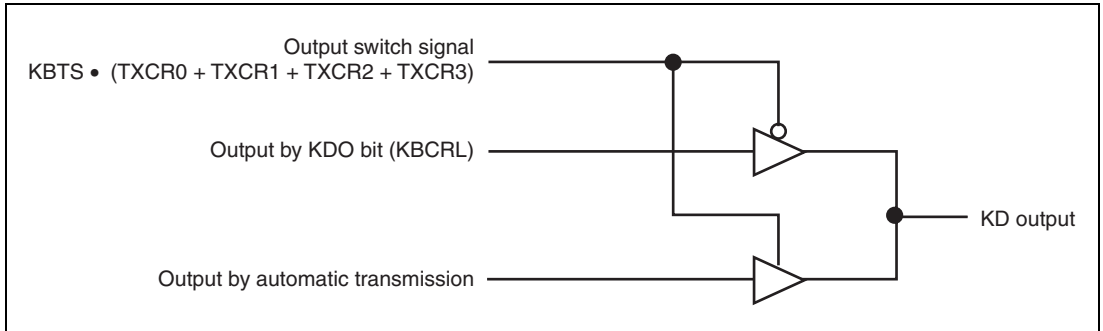 Output switch signal
KBTS • (TXCR0 + TXCR1 + TXCR2 + TXCR3)
Output by KDO bit (KBCRL)
KD output
Output by automatic transmission